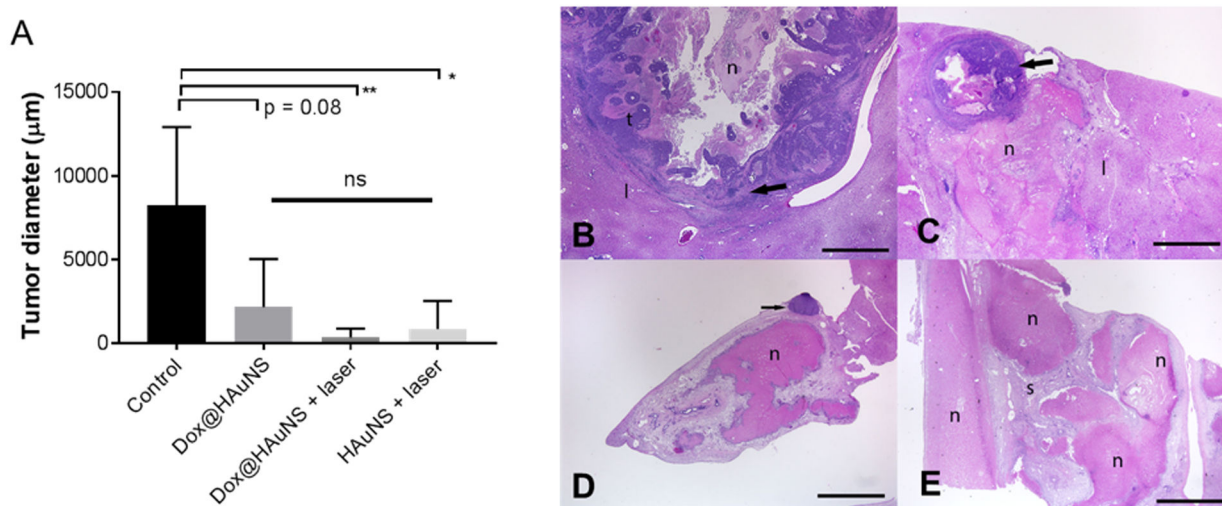 A
Tumor diameter (μm)
15000
10000
5000
0
*
**
p = 0.08
ns
Control
Dox@HAuNS
Dox@HAuNS + laser
HAuNS + laser
n
t
l
B
n
l
C
n
D
n
n
s
n
n
E